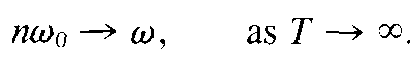 nω₀ → ω, as T → ∞.